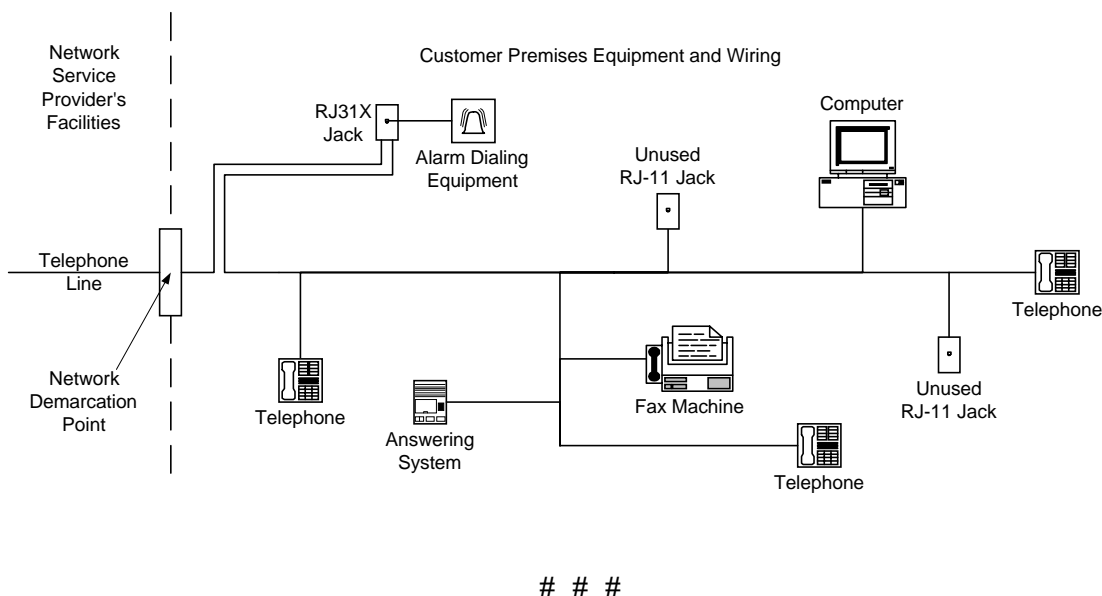 Network
Service
Provider's
Facilities
Customer Premises Equipment and Wiring
RJ31X
Jack
Alarm Dialing
Equipment
Unused
RJ-11 Jack
Computer
Telephone
Line
Telephone
Network
Demarcation
Point
Telephone
Answering
System
Fax Machine
Unused
RJ-11 Jack
Telephone
# # #